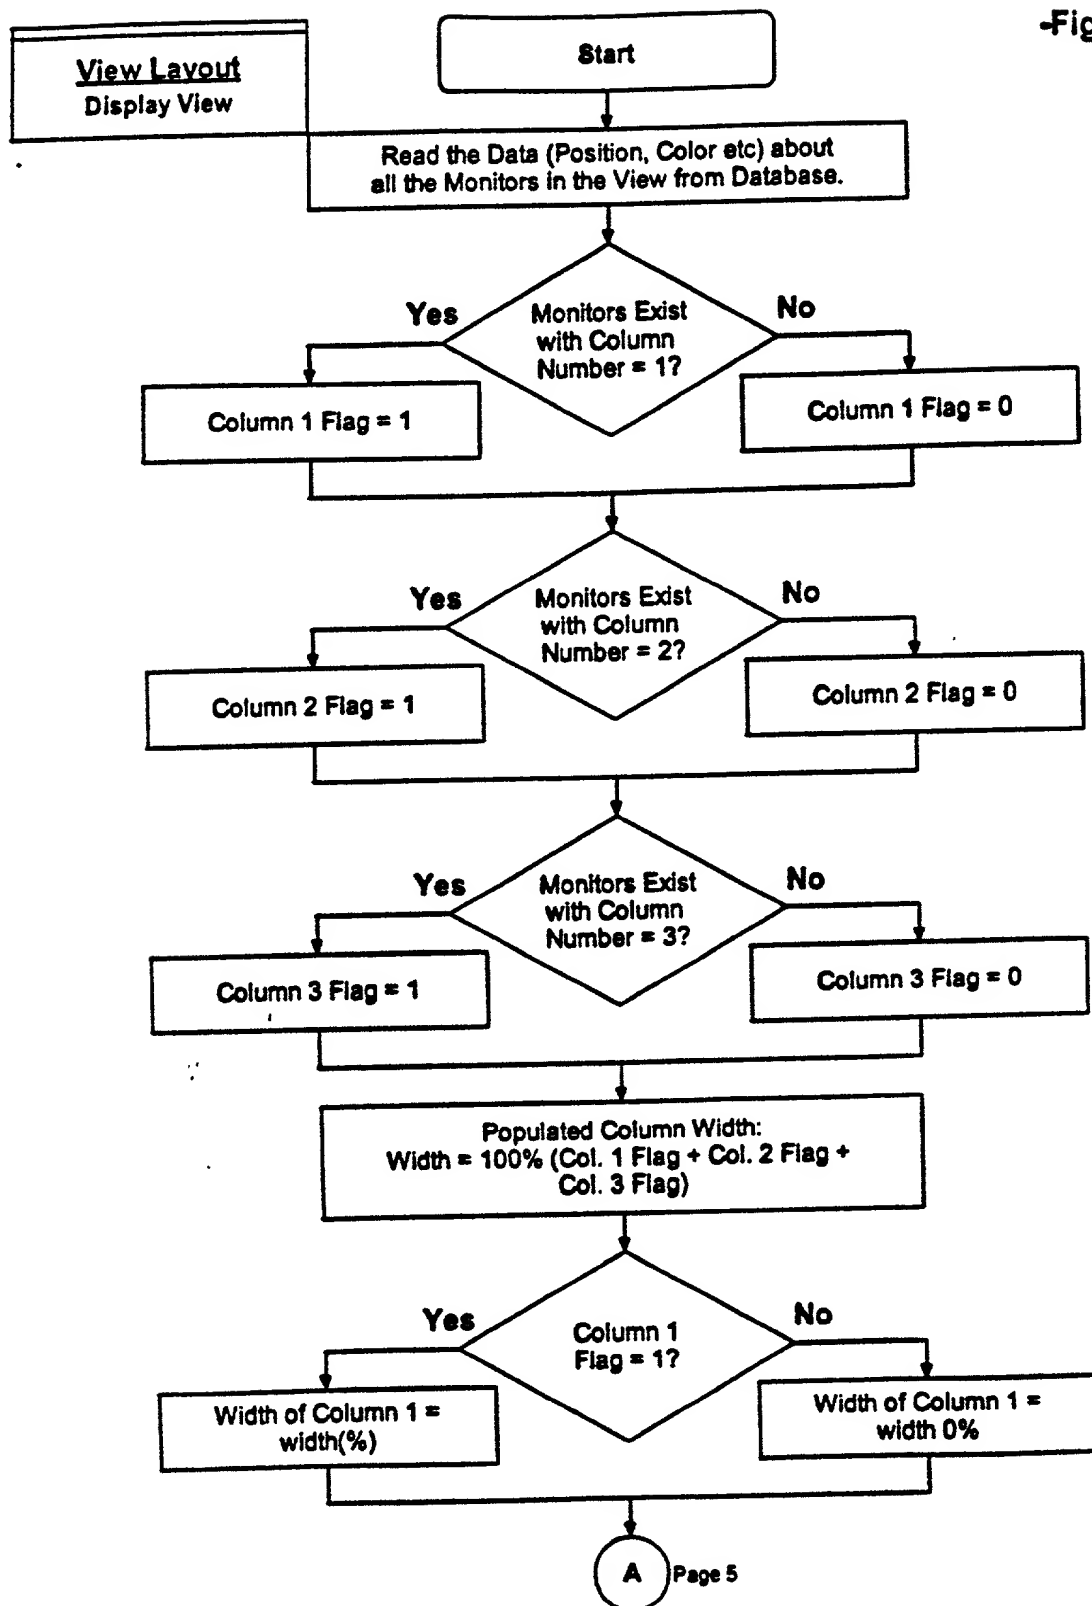 -Fig
View Layout
Display View
Start
Read the Data (Position, Color etc) about
all the Monitors in the View from Database.
Yes
Monitors Exist
with Column
Number = 1?
No
Column 1 Flag = 1
Column 1 Flag = 0
Yes
Monitors Exist
with Column
Number = 2?
No
Column 2 Flag = 1
Column 2 Flag = 0
Yes
Monitors Exist
with Column
Number = 3?
No
Column 3 Flag = 1
Column 3 Flag = 0
Populated Column Width:
Width = 100% (Col. 1 Flag + Col. 2 Flag +
Col. 3 Flag)
Yes
Column 1
Flag = 1?
No
Width of Column 1 =
width(%)
Width of Column 1 =
width 0%
A
Page 5